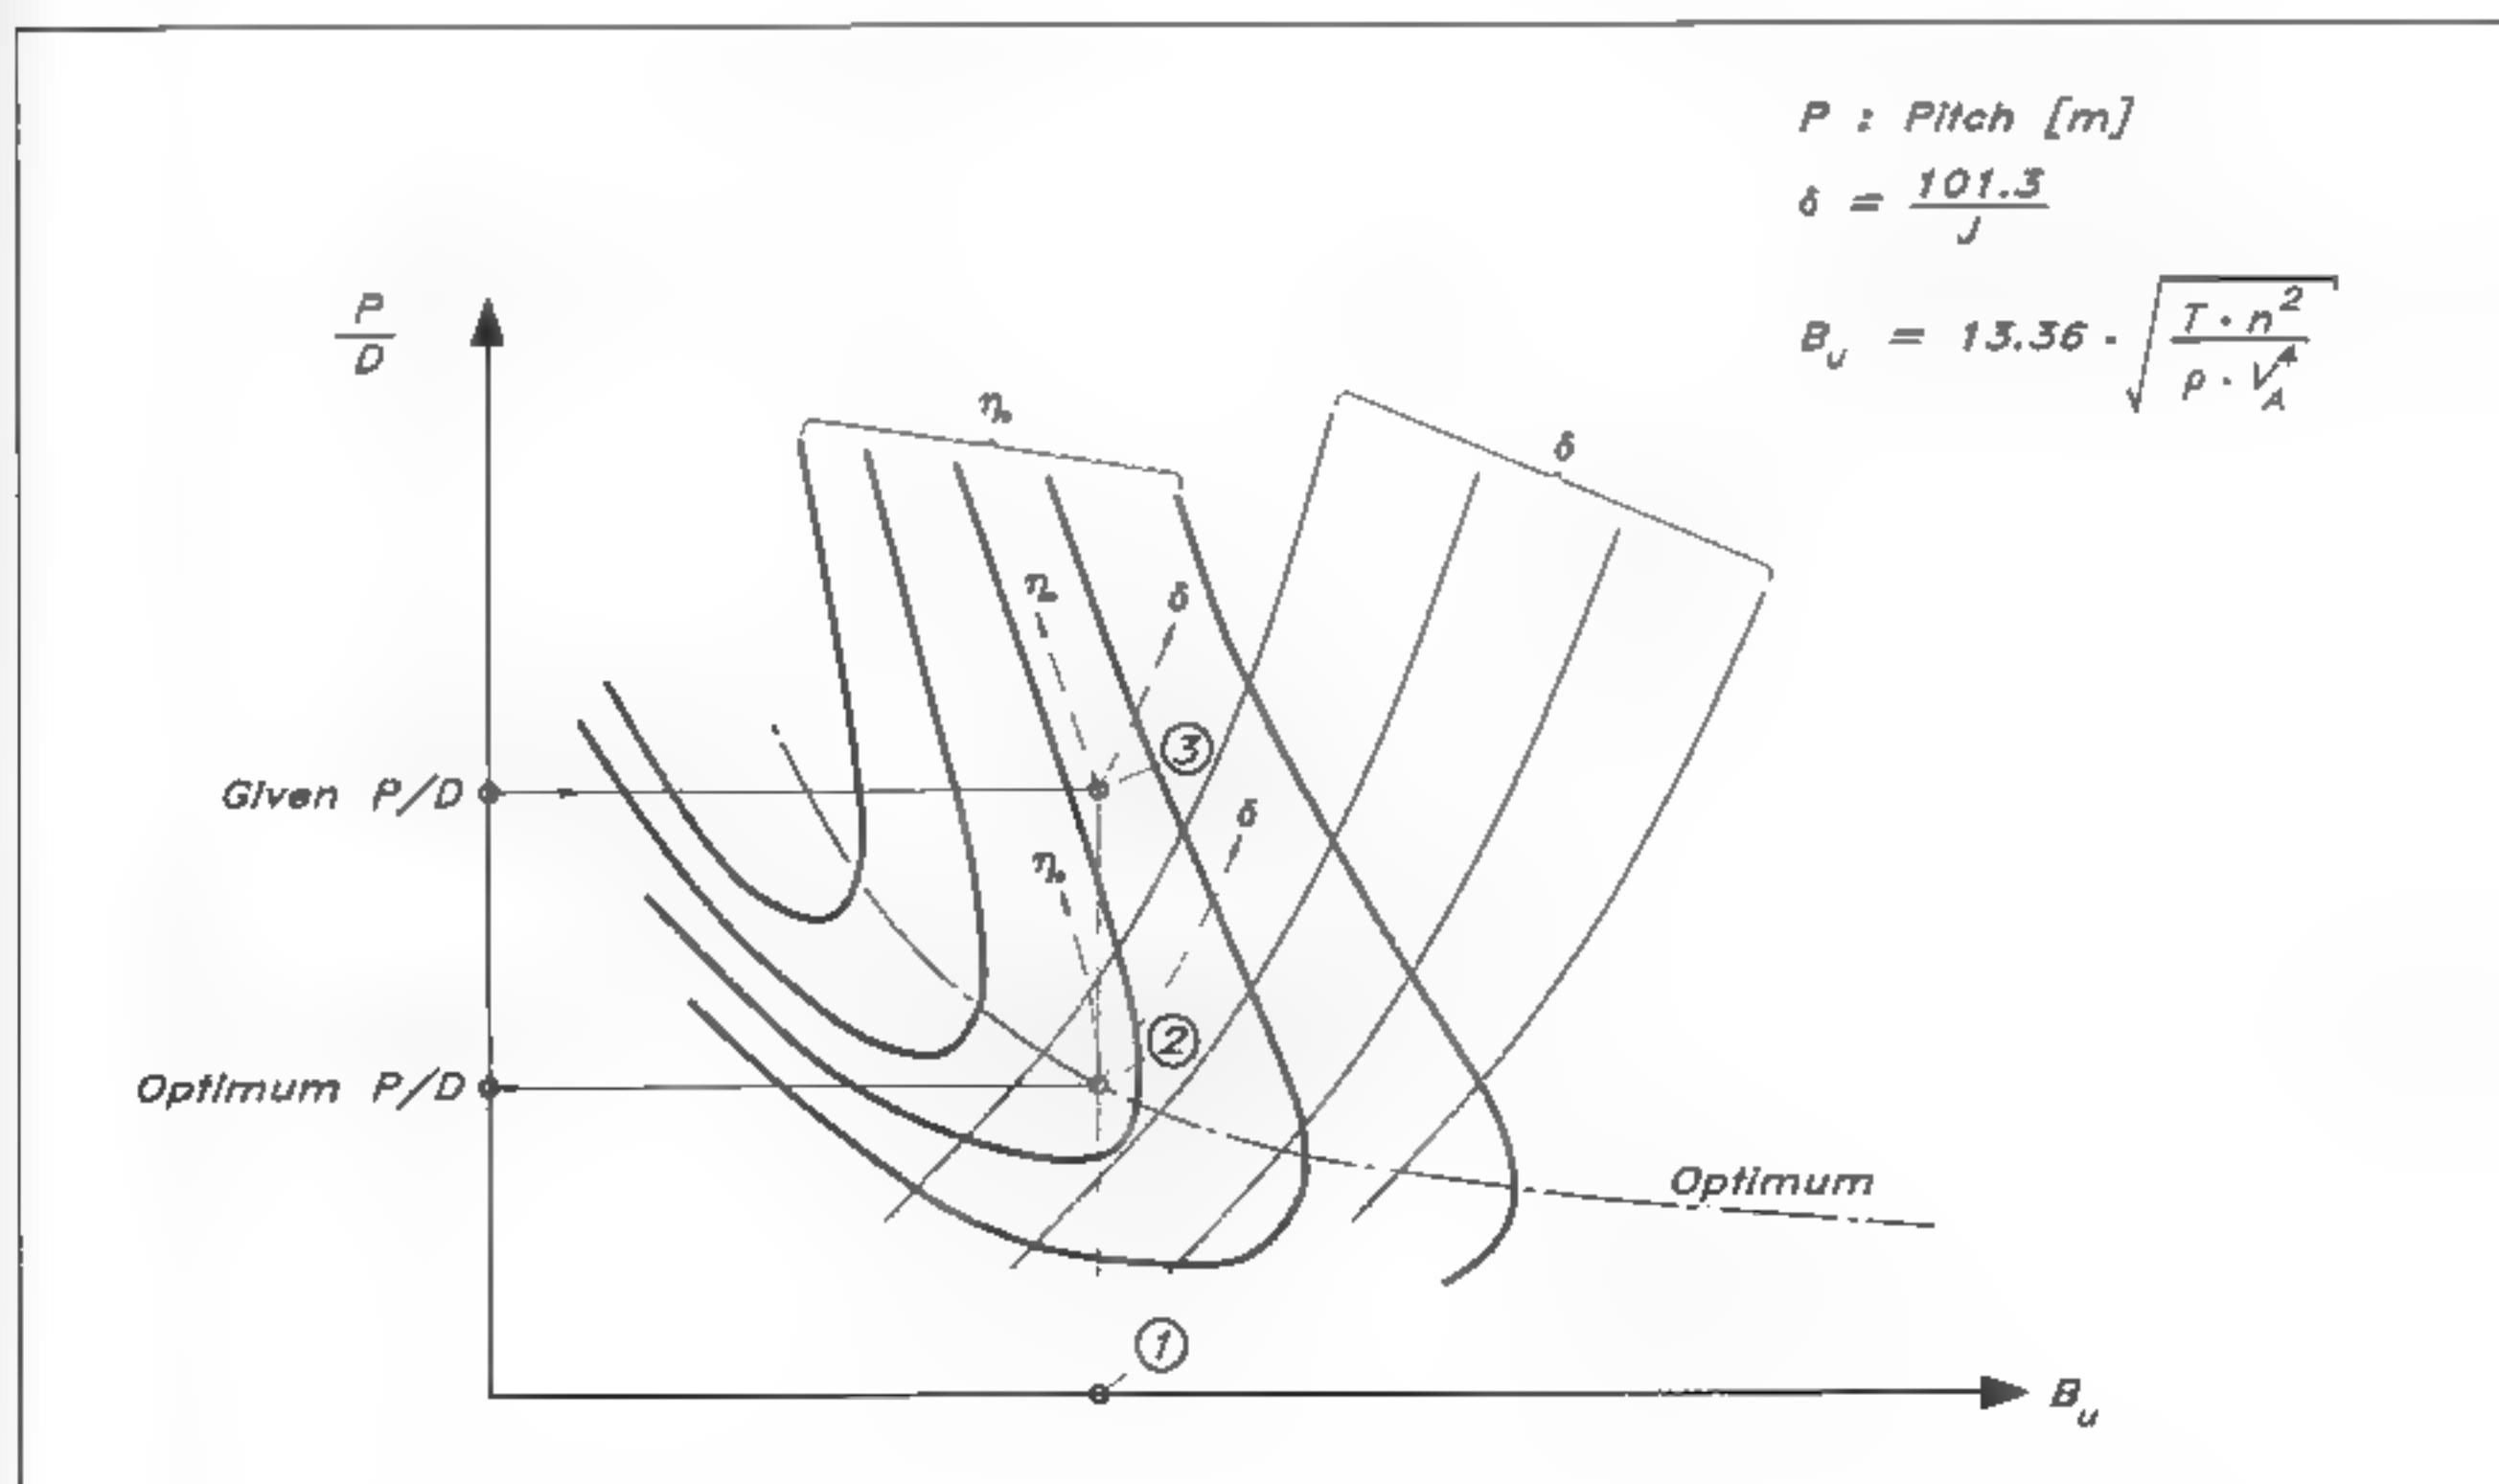 P : Pitch [m]
δ = 101.3 / J
B_u = 13.36 · √(T · n² / ρ · V_A⁴)
P / D
η₀
δ
η₀
δ
③
Given P/D
δ
η₀
②
Optimum P/D
Optimum
①
B_u